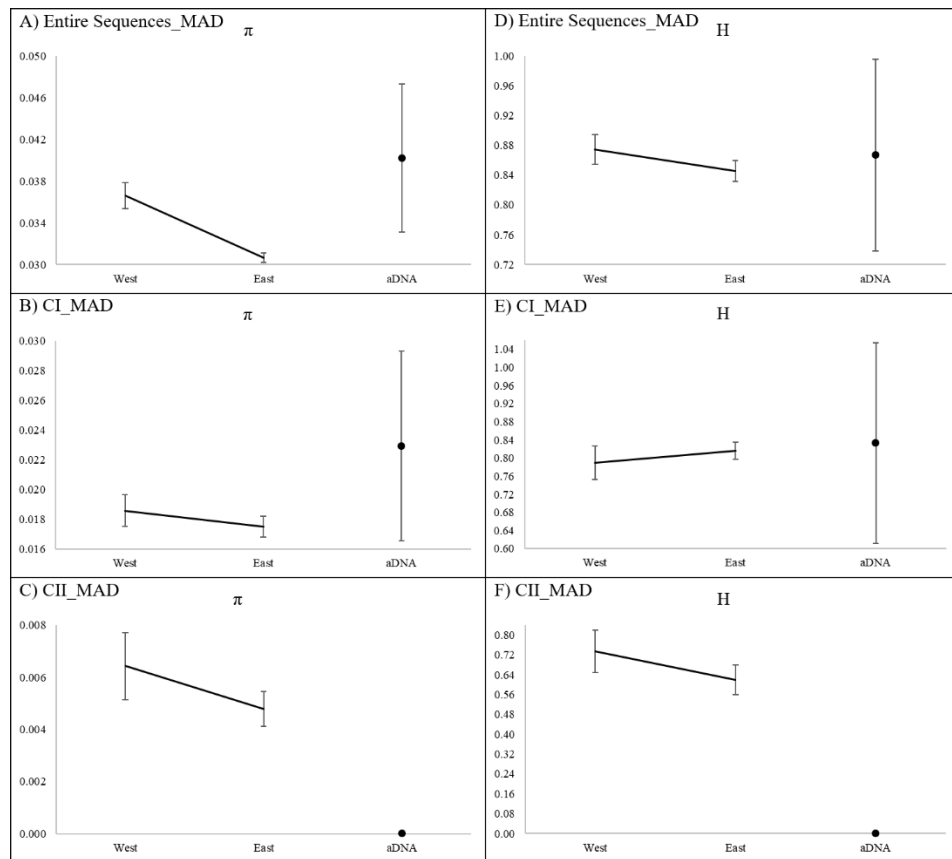 A) Entire Sequences_MAD
π
0.050
0.046
0.042
0.038
0.034
0.030
West East aDNA
D) Entire Sequences_MAD
H
1.00
0.96
0.92
0.88
0.84
0.80
0.76
0.72
West East aDNA
B) CI_MAD
π
0.030
0.028
0.026
0.024
0.022
0.020
0.018
0.016
West East aDNA
E) CI_MAD
H
1.04
1.00
0.96
0.92
0.88
0.84
0.80
0.76
0.72
0.68
0.64
0.60
West East aDNA
C) CII_MAD
π
0.008
0.006
0.004
0.002
0.000
West East aDNA
F) CII_MAD
H
0.80
0.72
0.64
0.56
0.48
0.40
0.32
0.24
0.16
0.08
0.00
West East aDNA